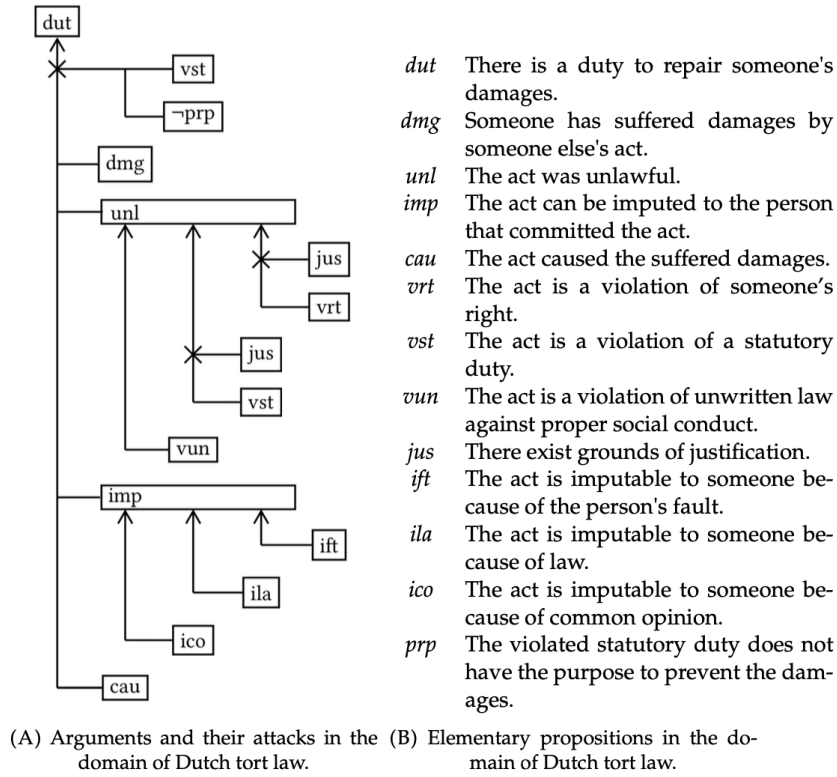 dut
vst
¬prp
dmg
unl
jus
vrt
jus
vst
vun
imp
ift
ila
ico
cau
dut There is a duty to repair someone's
damages.
dmg Someone has suffered damages by
someone else's act.
unl The act was unlawful.
imp The act can be imputed to the person
that committed the act.
cau The act caused the suffered damages.
vrt The act is a violation of someone’s
right.
vst The act is a violation of a statutory
duty.
vun The act is a violation of unwritten law
against proper social conduct.
jus There exist grounds of justification.
ift The act is imputable to someone be-
cause of the person's fault.
ila The act is imputable to someone be-
cause of law.
ico The act is imputable to someone be-
cause of common opinion.
prp The violated statutory duty does not
have the purpose to prevent the dam-
ages.
(A) Arguments and their attacks in the
domain of Dutch tort law.
(B) Elementary propositions in the do-
main of Dutch tort law.